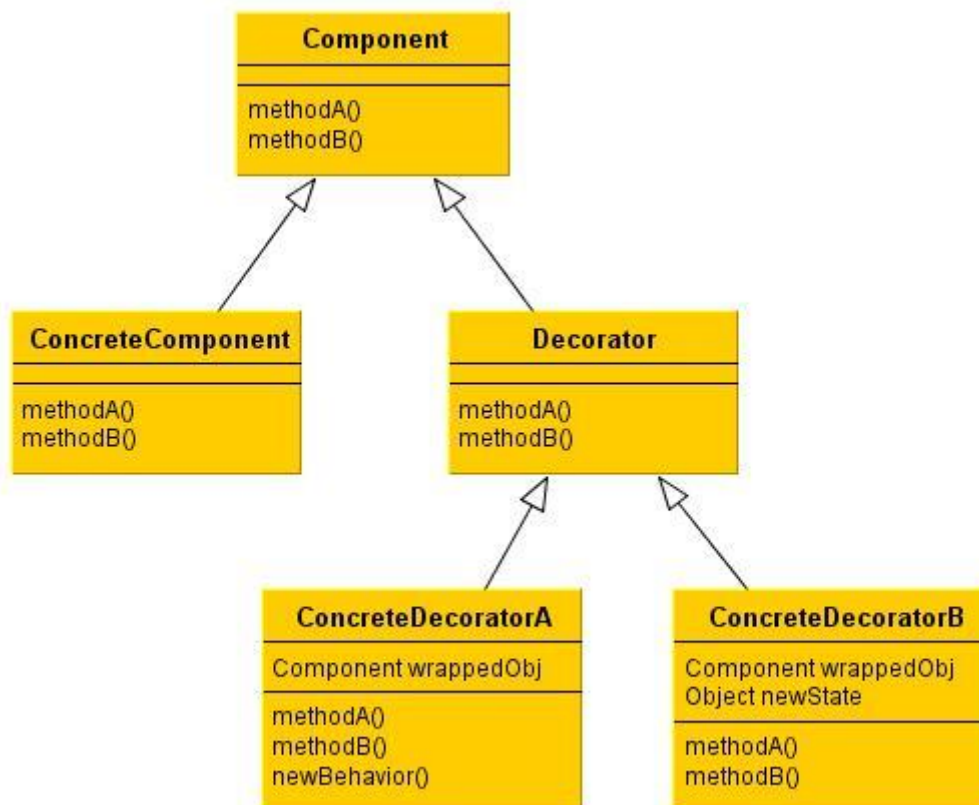 Component
methodA()
methodB()
ConcreteComponent
methodA()
methodB()
Decorator
methodA()
methodB()
ConcreteDecoratorA
Component wrappedObj
methodA()
methodB()
newBehavior()
ConcreteDecoratorB
Component wrappedObj
Object newState
methodA()
methodB()